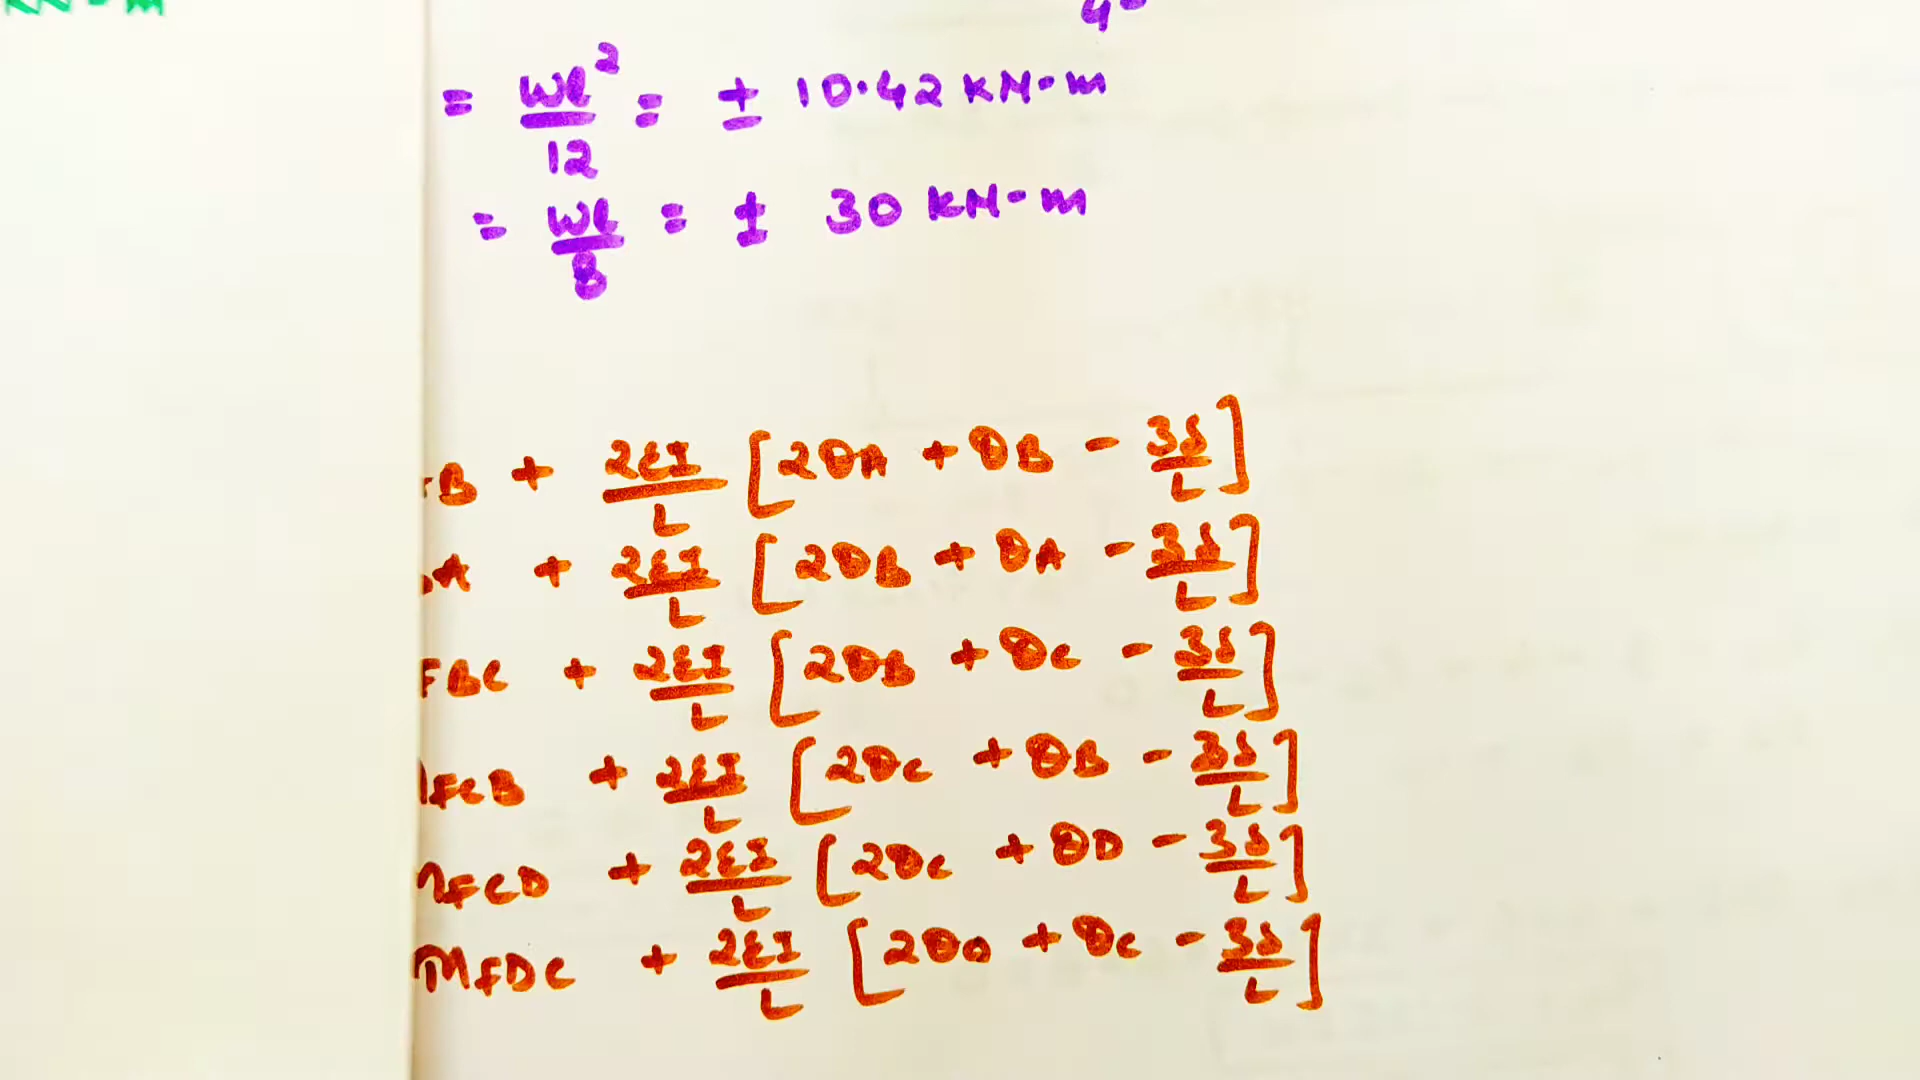 = wl²/12 = ± 10.42 KN-m
= wl/8 = ± 30 KN-m
B + 2EI/L [2θA + θB - 3δ/L]
A + 2EI/L [2θB + θA - 3δ/L]
FBC + 2EI/L [2θB + θC - 3δ/L]
FCB + 2EI/L [2θC + θB - 3δ/L]
MFCD + 2EI/L [2θC + θD - 3δ/L]
MFDC + 2EI/L [2θD + θC - 3δ/L]